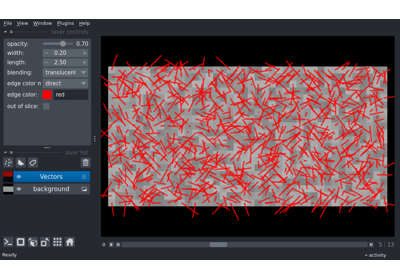 File View Window Plugins Help
layer controls
opacity: 0.70
width: 0.20
length: 2.50
blending: translucent
edge color m direct
edge color: red
out of slice:
layer list
Vectors
background
5 13
Ready
activity